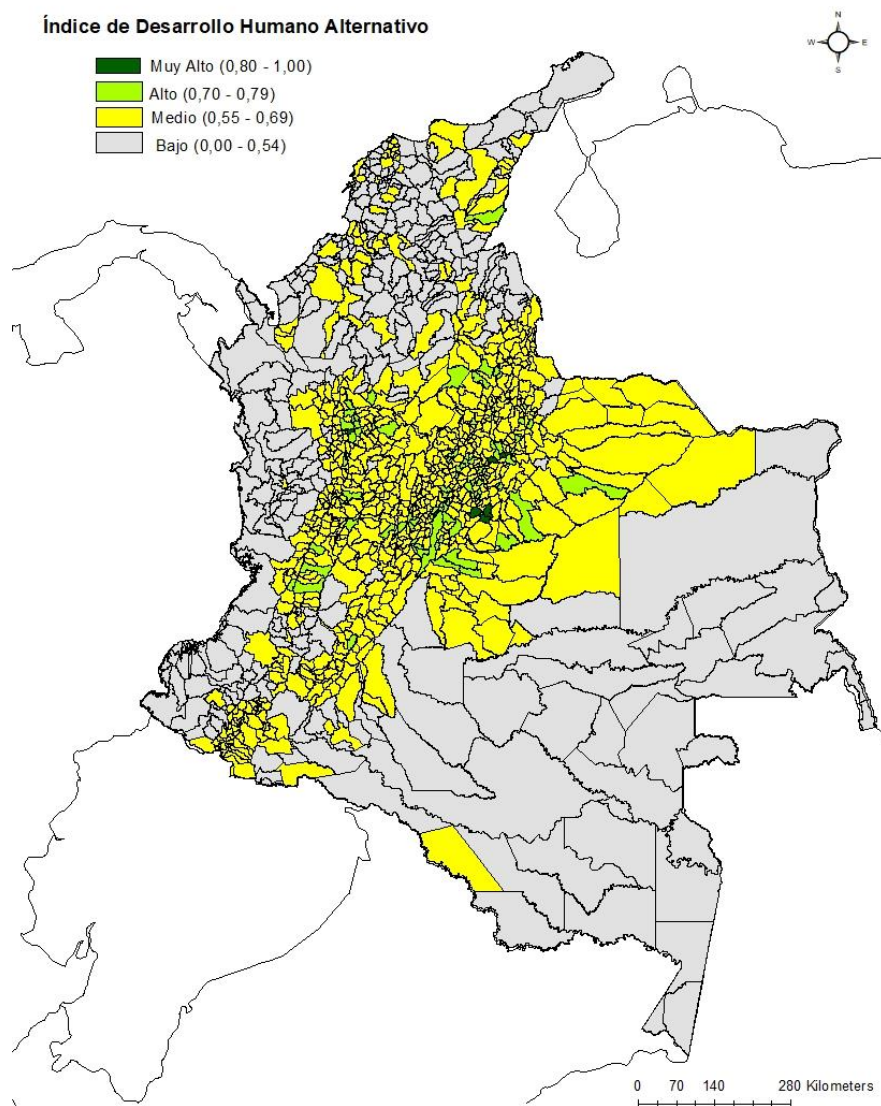 Índice de Desarrollo Humano Alternativo
Muy Alto (0,80 - 1,00)
Alto (0,70 - 0,79)
Medio (0,55 - 0,69)
Bajo (0,00 - 0,54)
N
W E
S
0 70 140 280 Kilometers